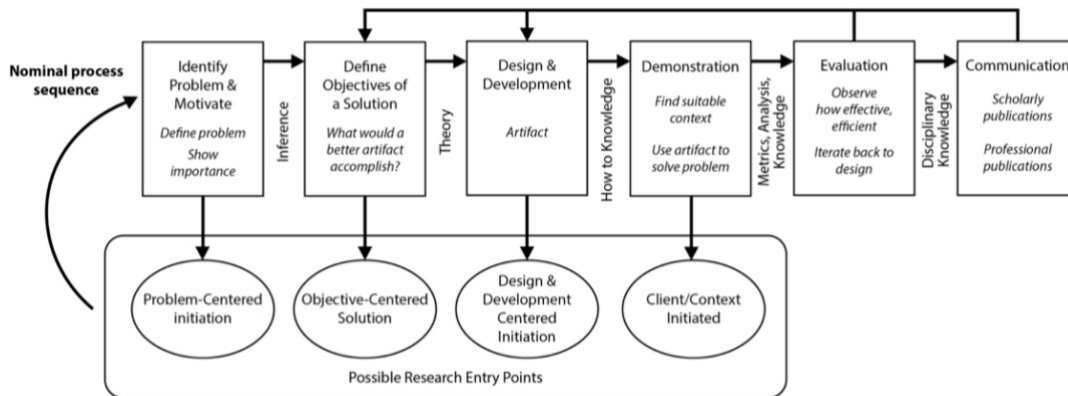 Nominal process
sequence
Identify
Problem &
Motivate
Define problem
Show
importance
Inference
Define
Objectives of
a Solution
What would a
better artifact
accomplish?
Theory
Design &
Development
Artifact
How to Knowledge
Demonstration
Find suitable
context
Use artifact to
solve problem
Metrics, Analysis,
Knowledge
Evaluation
Observe
how effective,
efficient
Iterate back to
design
Disciplinary
Knowledge
Communication
Scholarly
publications
Professional
publications
Problem-Centered
initiation
Objective-Centered
Solution
Design &
Development
Centered
Initiation
Client/Context
Initiated
Possible Research Entry Points